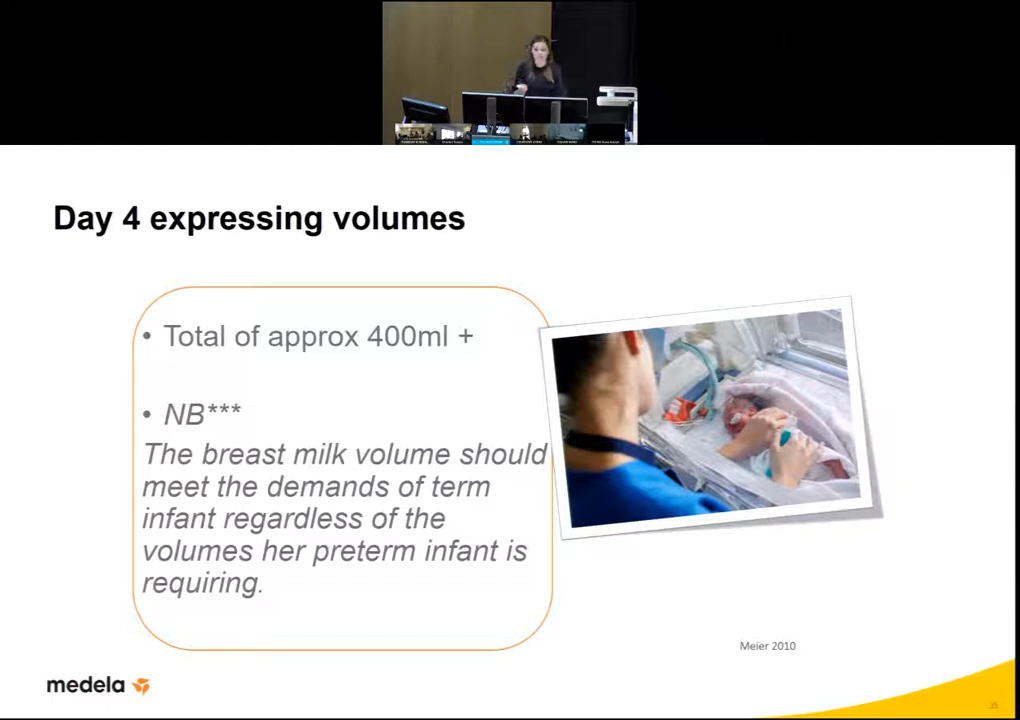 Day 4 expressing volumes
• Total of approx 400ml +
• NB***
The breast milk volume should
meet the demands of term
infant regardless of the
volumes her preterm infant is
requiring.
Meier 2010
medela